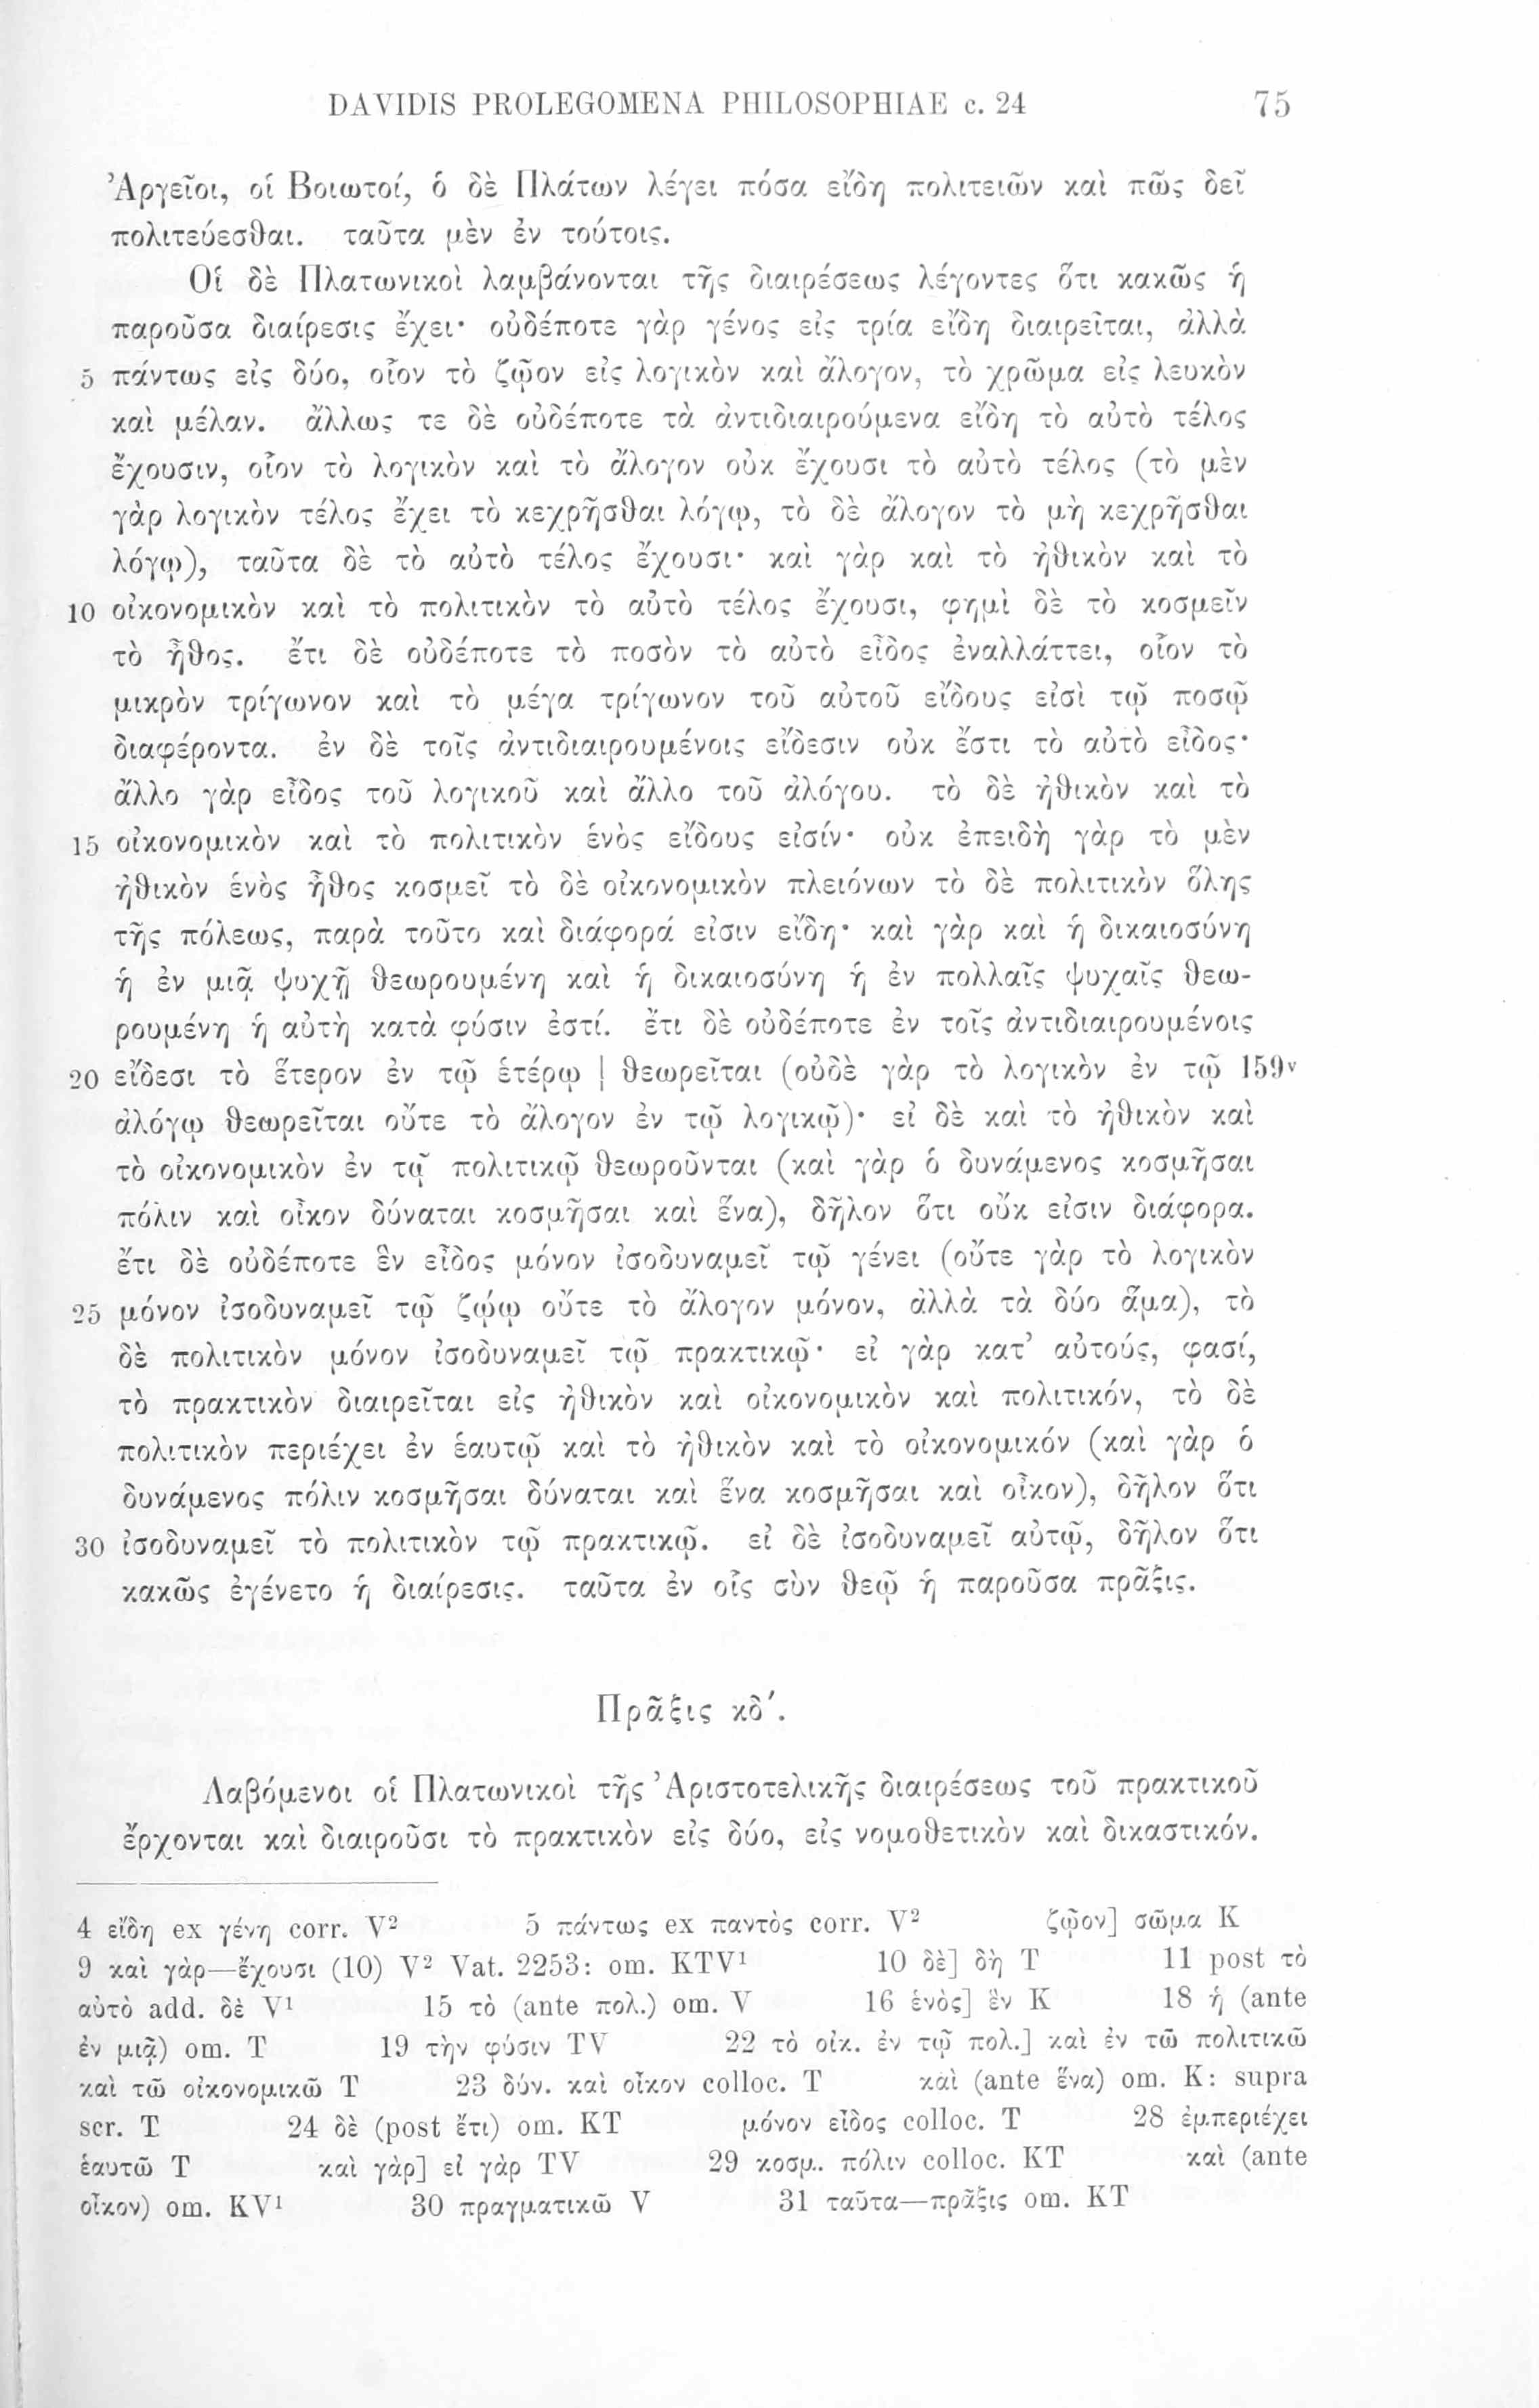 DAVIDIS PROLEGOMENA PHILOSOPHIAE c. 24 75
Ἀργεῖοι, οἱ Βοιωτοί, ὁ δὲ Πλάτων λέγει πόσα εἴδη πολιτειῶν καὶ πῶς δεῖ
πολιτεύεσθαι. ταῦτα μὲν ἐν τούτοις.
Οἱ δὲ Πλατωνικοὶ λαμβάνονται τῆς διαιρέσεως λέγοντες ὅτι κακῶς ἡ
παροῦσα διαίρεσις ἔχει· οὐδέποτε γὰρ γένος εἰς τρία εἴδη διαιρεῖται, ἀλλὰ
5 πάντως εἰς δύο, οἷον τὸ ζῷον εἰς λογικὸν καὶ ἄλογον, τὸ χρῶμα εἰς λευκὸν
καὶ μέλαν. ἄλλως τε δὲ οὐδέποτε τὰ ἀντιδιαιρούμενα εἴδη τὸ αὐτὸ τέλος
ἔχουσιν, οἷον τὸ λογικὸν καὶ τὸ ἄλογον οὐκ ἔχουσι τὸ αὐτὸ τέλος (τὸ μὲν
γὰρ λογικὸν τέλος ἔχει τὸ κεχρῆσθαι λόγῳ, τὸ δὲ ἄλογον τὸ μὴ κεχρῆσθαι
λόγῳ), ταῦτα δὲ τὸ αὐτὸ τέλος ἔχουσι· καὶ γὰρ καὶ τὸ ἠθικὸν καὶ τὸ
10 οἰκονομικὸν καὶ τὸ πολιτικὸν τὸ αὐτὸ τέλος ἔχουσι, φημὶ δὲ τὸ κοσμεῖν
τὸ ἦθος. ἔτι δὲ οὐδέποτε τὸ ποσὸν τὸ αὐτὸ εἶδος ἐναλλάττει, οἷον τὸ
μικρὸν τρίγωνον καὶ τὸ μέγα τρίγωνον τοῦ αὐτοῦ εἴδους εἰσὶ τῷ ποσῷ
διαφέροντα. ἐν δὲ τοῖς ἀντιδιαιρουμένοις εἴδεσιν οὐκ ἔστι τὸ αὐτὸ εἶδος·
ἄλλο γὰρ εἶδος τοῦ λογικοῦ καὶ ἄλλο τοῦ ἀλόγου. τὸ δὲ ἠθικὸν καὶ τὸ
15 οἰκονομικὸν καὶ τὸ πολιτικὸν ἑνὸς εἴδους εἰσίν· οὐκ ἐπειδὴ γὰρ τὸ μὲν
ἠθικὸν ἑνὸς ἦθος κοσμεῖ τὸ δὲ οἰκονομικὸν πλειόνων τὸ δὲ πολιτικὸν ὅλης
τῆς πόλεως, παρὰ τοῦτο καὶ διάφορά εἰσιν εἴδη· καὶ γὰρ καὶ ἡ δικαιοσύνη
ἡ ἐν μιᾷ ψυχῇ θεωρουμένη καὶ ἡ δικαιοσύνη ἡ ἐν πολλαῖς ψυχαῖς θεω-
ρουμένη ἡ αὐτὴ κατὰ φύσιν ἐστί. ἔτι δὲ οὐδέποτε ἐν τοῖς ἀντιδιαιρουμένοις
20 εἴδεσι τὸ ἕτερον ἐν τῷ ἑτέρῳ | θεωρεῖται (οὐδὲ γὰρ τὸ λογικὸν ἐν τῷ 159ᵛ
ἀλόγῳ θεωρεῖται οὔτε τὸ ἄλογον ἐν τῷ λογικῷ)· εἰ δὲ καὶ τὸ ἠθικὸν καὶ
τὸ οἰκονομικὸν ἐν τῷ πολιτικῷ θεωροῦνται (καὶ γὰρ ὁ δυνάμενος κοσμῆσαι
πόλιν καὶ οἶκον δύναται κοσμῆσαι καὶ ἕνα), δῆλον ὅτι οὔκ εἰσιν διάφορα.
ἔτι δὲ οὐδέποτε ἓν εἶδος μόνον ἰσοδυναμεῖ τῷ γένει (οὔτε γὰρ τὸ λογικὸν
25 μόνον ἰσοδυναμεῖ τῷ ζῴῳ οὔτε τὸ ἄλογον μόνον, ἀλλὰ τὰ δύο ἅμα), τὸ
δὲ πολιτικὸν μόνον ἰσοδυναμεῖ τῷ πρακτικῷ· εἰ γὰρ κατ’ αὐτούς, φασί,
τὸ πρακτικὸν διαιρεῖται εἰς ἠθικὸν καὶ οἰκονομικὸν καὶ πολιτικόν, τὸ δὲ
πολιτικὸν περιέχει ἐν ἑαυτῷ καὶ τὸ ἠθικὸν καὶ τὸ οἰκονομικόν (καὶ γὰρ ὁ
δυνάμενος πόλιν κοσμῆσαι δύναται καὶ ἕνα κοσμῆσαι καὶ οἶκον), δῆλον ὅτι
30 ἰσοδυναμεῖ τὸ πολιτικὸν τῷ πρακτικῷ. εἰ δὲ ἰσοδυναμεῖ αὐτῷ, δῆλον ὅτι
κακῶς ἐγένετο ἡ διαίρεσις. ταῦτα ἐν οἷς σὺν θεῷ ἡ παροῦσα πρᾶξις.
Πρᾶξις κδ′.
Λαβόμενοι οἱ Πλατωνικοὶ τῆς Ἀριστοτελικῆς διαιρέσεως τοῦ πρακτικοῦ
ἔρχονται καὶ διαιροῦσι τὸ πρακτικὸν εἰς δύο, εἰς νομοθετικὸν καὶ δικαστικόν.
4 εἴδη ex γένη corr. V² 5 πάντως ex παντὸς corr. V² ζῷον] σῶμα K
9 καὶ γὰρ—ἔχουσι (10) V² Vat. 2253: om. KTV¹ 10 δὲ] δὴ T 11 post τὸ
αὐτὸ add. δὲ V¹ 15 τὸ (ante πολ.) om. V 16 ἑνὸς] ἓν K 18 ἡ (ante
ἐν μιᾷ) om. T 19 τὴν φύσιν TV 22 τὸ οἰκ. ἐν τῷ πολ.] καὶ ἐν τῶ πολιτικῶ
καὶ τῶ οἰκονομικῶ T 23 δύν. καὶ οἶκον colloc. T καὶ (ante ἕνα) om. K: supra
scr. T 24 δὲ (post ἔτι) om. KT μόνον εἶδος colloc. T 28 ἐμπεριέχει
ἑαυτῶ T καὶ γὰρ] εἰ γὰρ TV 29 κοσμ. πόλιν colloc. KT καὶ (ante
οἶκον) om. KV¹ 30 πραγματικῶ V 31 ταῦτα—πρᾶξις om. KT